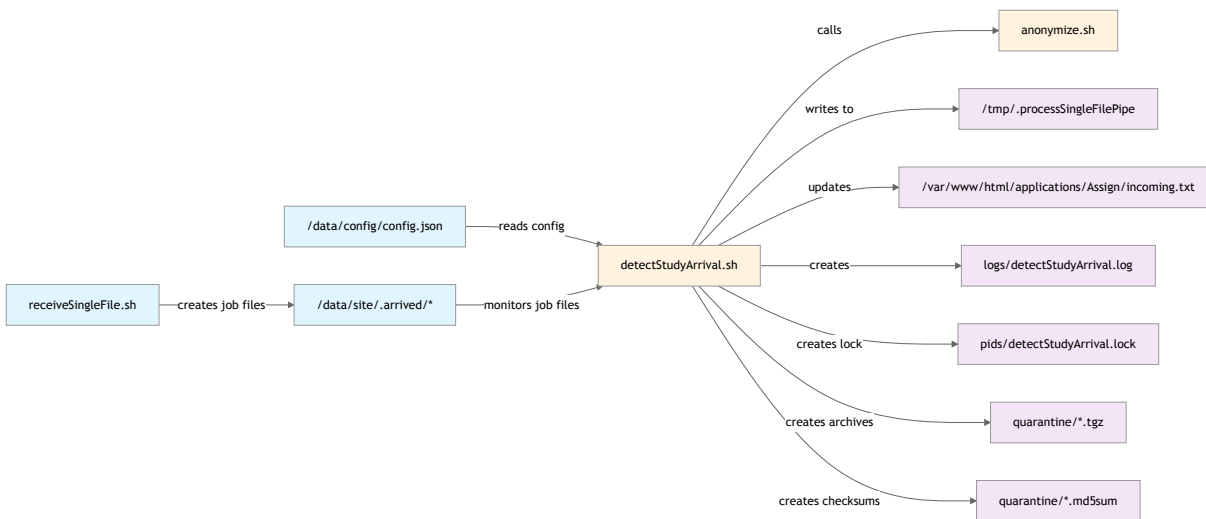 calls
anonymize.sh
writes to
/tmp/.processSingleFilePipe
updates
/var/www/html/applications/Assign/incoming.txt
/data/config/config.json
reads config
detectStudyArrival.sh
creates
logs/detectStudyArrival.log
receiveSingleFile.sh
creates job files
/data/site/.arrived/*
monitors job files
creates lock
pids/detectStudyArrival.lock
creates archives
quarantine/*.tgz
creates checksums
quarantine/*.md5sum